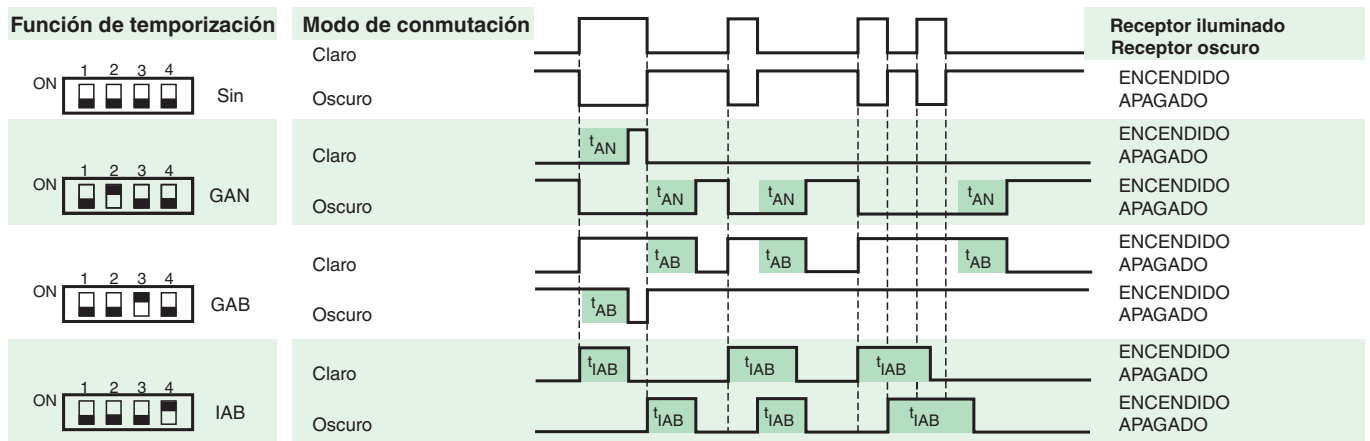 Función de temporización Modo de conmutación Receptor iluminado
Claro Receptor oscuro
ON 1 2 3 4 Sin Oscuro ENCENDIDO
APAGADO
Claro tAN ENCENDIDO
APAGADO
ON 1 2 3 4 GAN Oscuro tAN tAN tAN ENCENDIDO
APAGADO
Claro tAB tAB tAB ENCENDIDO
APAGADO
ON 1 2 3 4 GAB Oscuro tAB ENCENDIDO
APAGADO
Claro tIAB tIAB tIAB ENCENDIDO
APAGADO
ON 1 2 3 4 IAB Oscuro tIAB tIAB tIAB ENCENDIDO
APAGADO